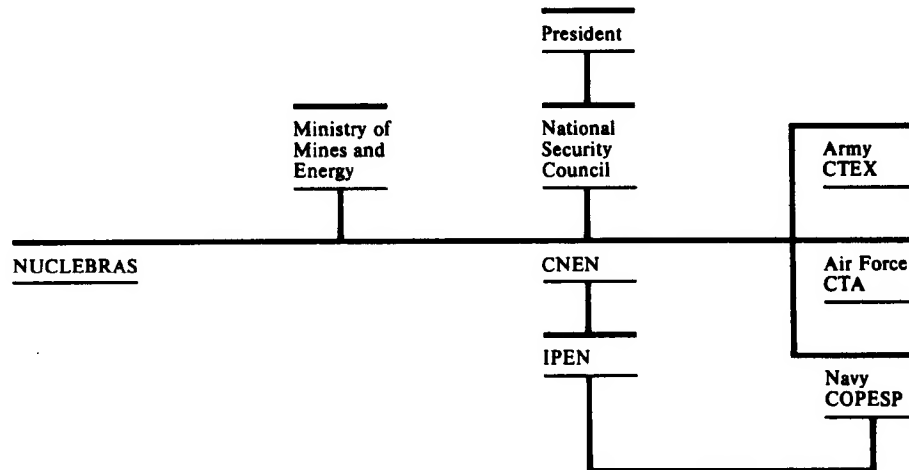 President
Ministry of
Mines and
Energy
National
Security
Council
Army
CTEX
NUCLEBRAS
CNEN
Air Force
CTA
IPEN
Navy
COPESP